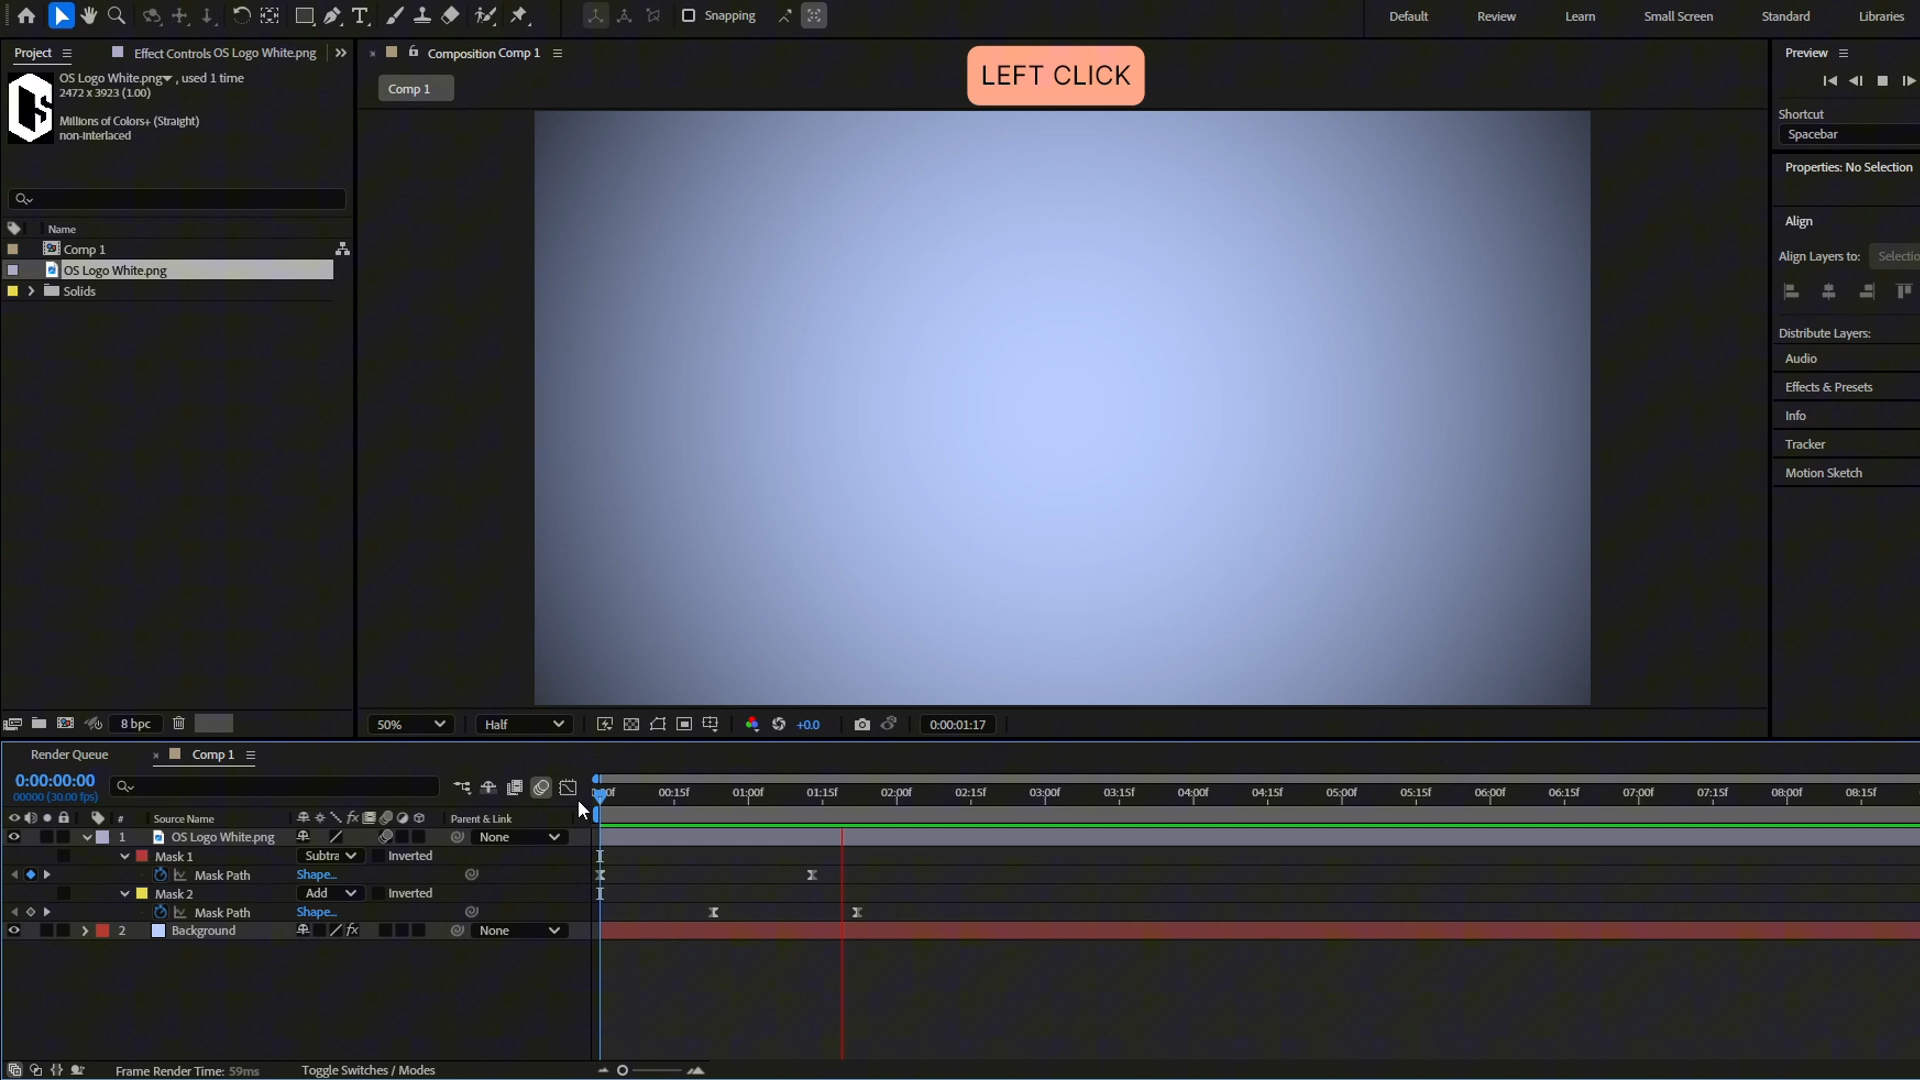 Snapping
Default
Review
Learn
Small Screen
Standard
Libraries
LEFT CLICK
Project
Effect Controls OS Logo White.png
OS Logo White.png , used 1 time
2472 x 3923 (1.00)
Millions of Colors+ (Straight)
non-interlaced
Name
Comp 1
OS Logo White.png
Solids
8 bpc
Composition Comp 1
Comp 1
50%
Half
+0.0
0:00:01:17
Preview
Shortcut
Spacebar
Properties: No Selection
Align
Align Layers to:
Selectio
Distribute Layers:
Audio
Effects & Presets
Info
Tracker
Motion Sketch
Render Queue
Comp 1
0:00:00:00
00000 (30.00 fps)
00f 00:15f 01:00f 01:15f 02:00f 02:15f 03:00f 03:15f 04:00f 04:15f 05:00f 05:15f 06:00f 06:15f 07:00f 07:15f 08:00f 08:15f
# Source Name fx Parent & Link
1 OS Logo White.png None
Mask 1 Subtra Inverted
Mask Path Shape...
Mask 2 Add Inverted
Mask Path Shape...
2 Background fx None
Frame Render Time: 59ms
Toggle Switches / Modes